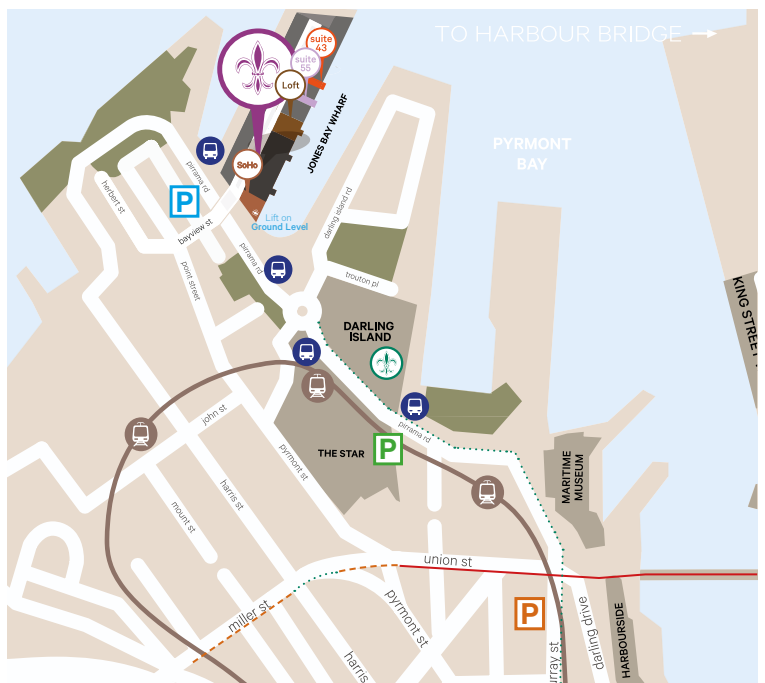 TO HARBOUR BRIDGE
suite
43
suite
55
Loft
JONES BAY WHARF
PYRMONT
BAY
SoHo
pirrama rd
herbert st
P
bayview st
Lift on
Ground Level
darling island rd
pirrama rd
point street
trouton pl
KING STREET
DARLING
ISLAND
john st
pirrama rd
THE STAR
P
pyrmont st
MARITIME
MUSEUM
harris st
mount st
union st
miller st
pyrmont st
P
darling drive
HARBOURSIDE
harris